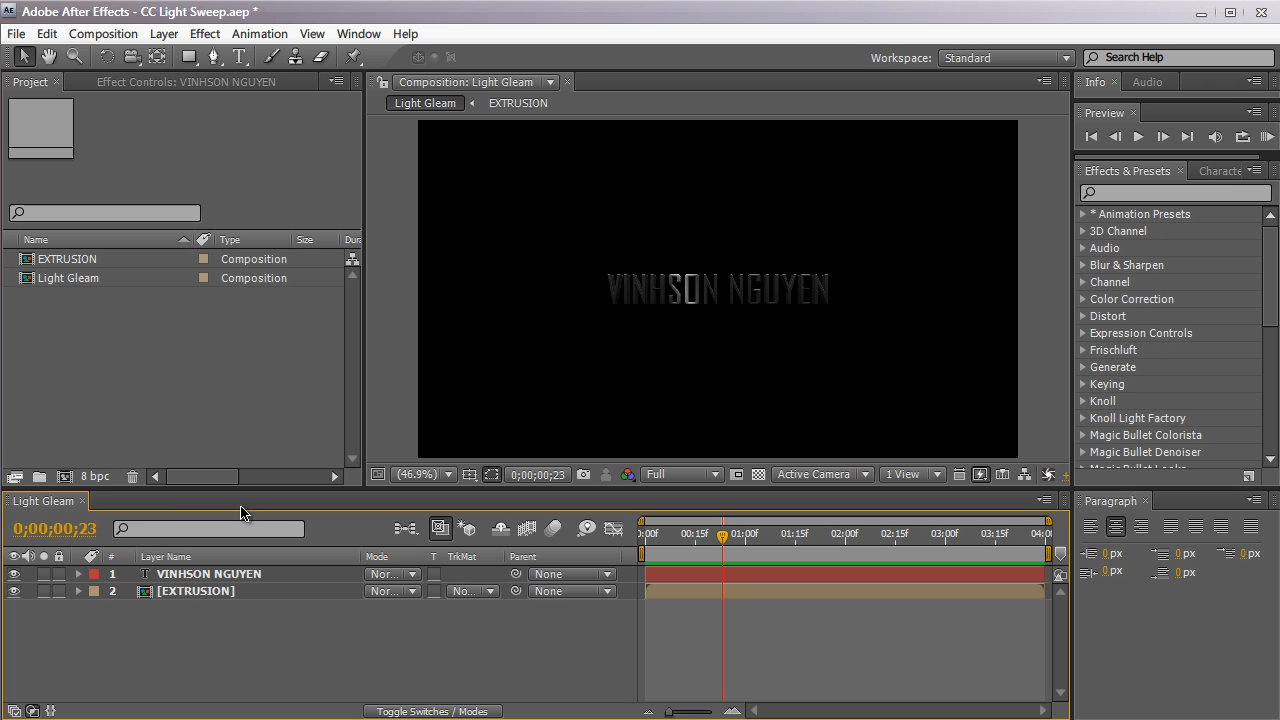 Adobe After Effects - CC Light Sweep.aep *
File Edit Composition Layer Effect Animation View Window Help
Workspace: Standard Search Help
Project Effect Controls: VINHSON NGUYEN
Composition: Light Gleam
Info Audio
Light Gleam EXTRUSION
Preview
Effects & Presets Characte
Name Type Size Dura
EXTRUSION Composition
Light Gleam Composition
VINHSON NGUYEN
* Animation Presets
3D Channel
Audio
Blur & Sharpen
Channel
Color Correction
Distort
Expression Controls
Frischluft
Generate
Keying
Knoll
Knoll Light Factory
Magic Bullet Colorista
Magic Bullet Denoiser
8 bpc
(46.9%) 0;00;00;23 Full Active Camera 1 View
Light Gleam
Paragraph
0;00;00;23
:00f 00:15f 01:00f 01:15f 02:00f 02:15f 03:00f 03:15f 04:0
# Layer Name Mode T TrkMat Parent
1 T VINHSON NGUYEN Nor... None
2 [EXTRUSION] Nor... No... None
0 px 0 px 0 px
0 px 0 px
Toggle Switches / Modes